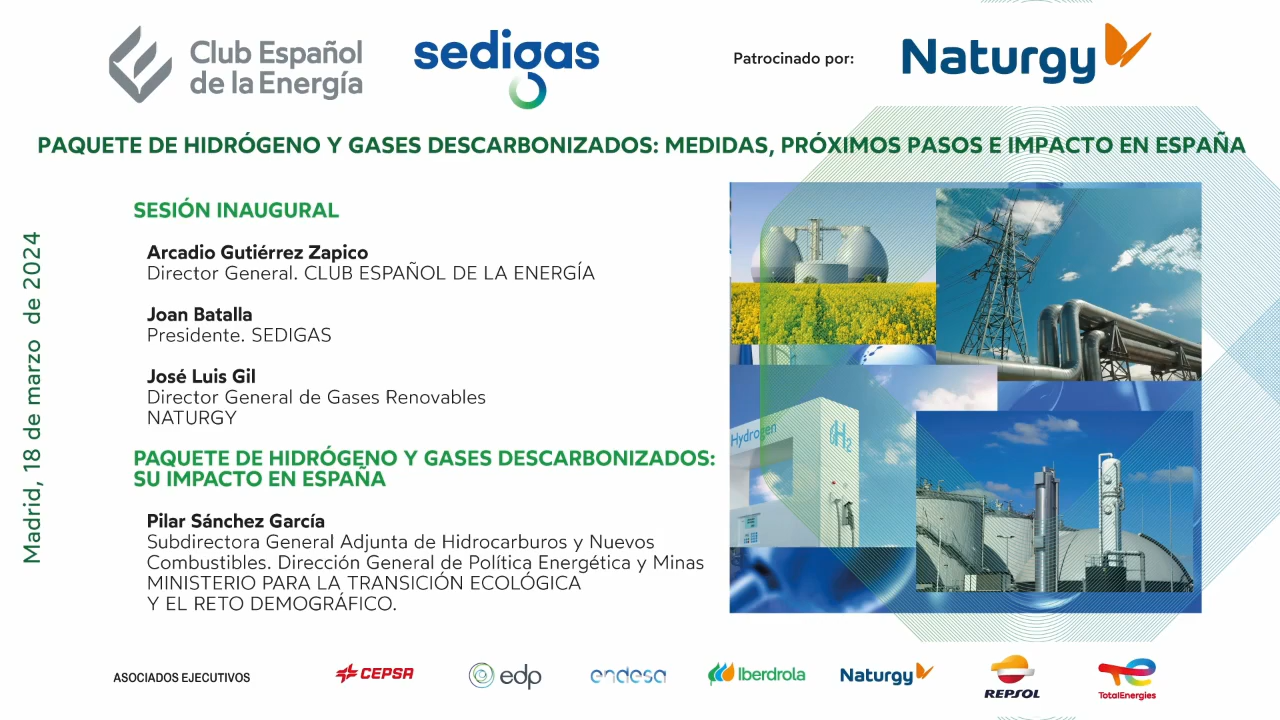 Club Español
de la Energía
sedigas
Patrocinado por:
Naturgy
PAQUETE DE HIDRÓGENO Y GASES DESCARBONIZADOS: MEDIDAS, PRÓXIMOS PASOS E IMPACTO EN ESPAÑA
Madrid, 18 de marzo de 2024
SESIÓN INAUGURAL
Arcadio Gutiérrez Zapico
Director General. CLUB ESPAÑOL DE LA ENERGÍA
Joan Batalla
Presidente. SEDIGAS
José Luis Gil
Director General de Gases Renovables
NATURGY
PAQUETE DE HIDRÓGENO Y GASES DESCARBONIZADOS:
SU IMPACTO EN ESPAÑA
Pilar Sánchez García
Subdirectora General Adjunta de Hidrocarburos y Nuevos
Combustibles. Dirección General de Política Energética y Minas
MINISTERIO PARA LA TRANSICIÓN ECOLÓGICA
Y EL RETO DEMOGRÁFICO.
Hydrogen
H2
ASOCIADOS EJECUTIVOS
CEPSA
edp
endesa
Iberdrola
Naturgy
REPSOL
TotalEnergies